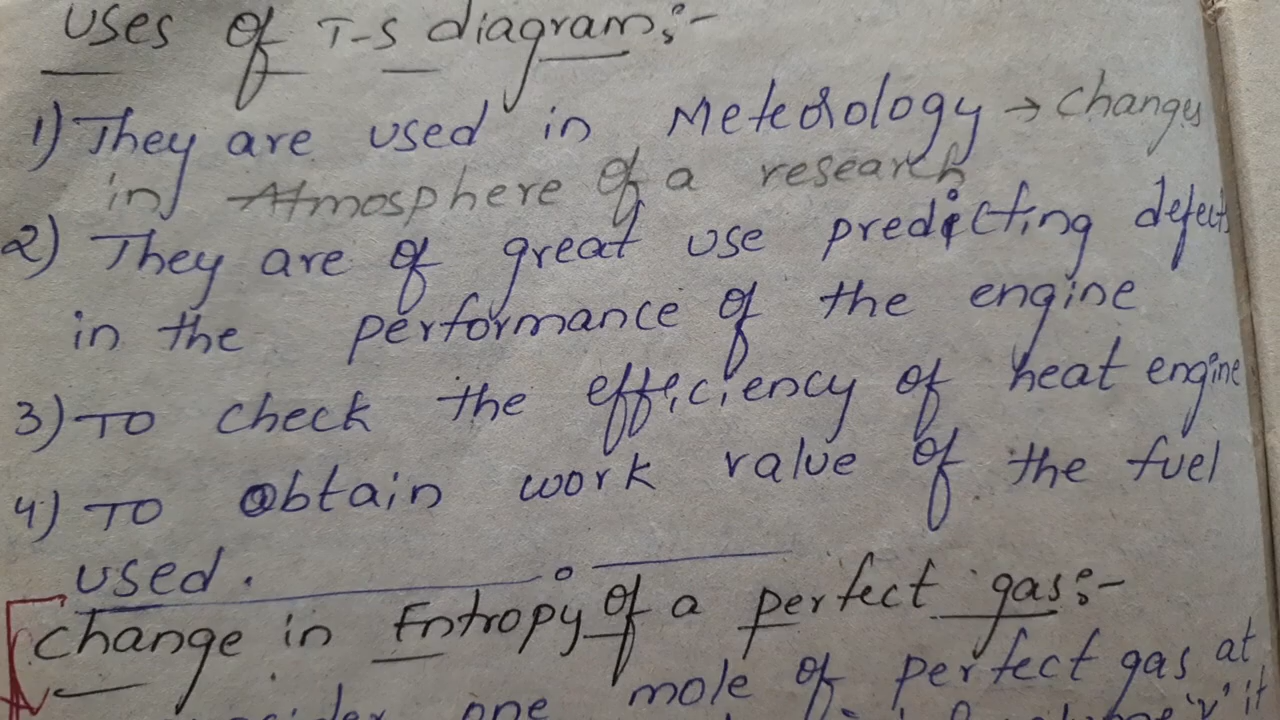 Uses of T-S diagram:-
1) They are used in Meteorology → changes
in Atmosphere of a research
2) They are of great use predicting defects
in the performance of the engine
3) To check the efficiency of heat engine
4) To obtain work value of the fuel
used.
Change in Entropy of a perfect gas:-
one mole of perfect gas at
'v' it